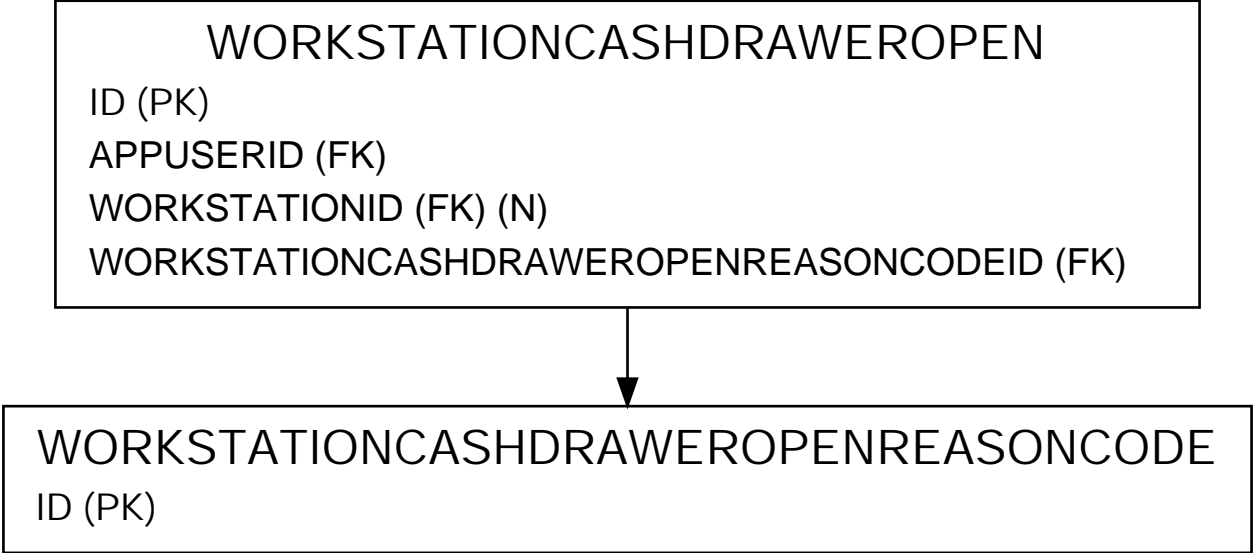 WORKSTATIONCASHDRAWEROPEN
ID (PK)
APPUSERID (FK)
WORKSTATIONID (FK) (N)
WORKSTATIONCASHDRAWEROPENREASONCODEID (FK)
WORKSTATIONCASHDRAWEROPENREASONCODE
ID (PK)